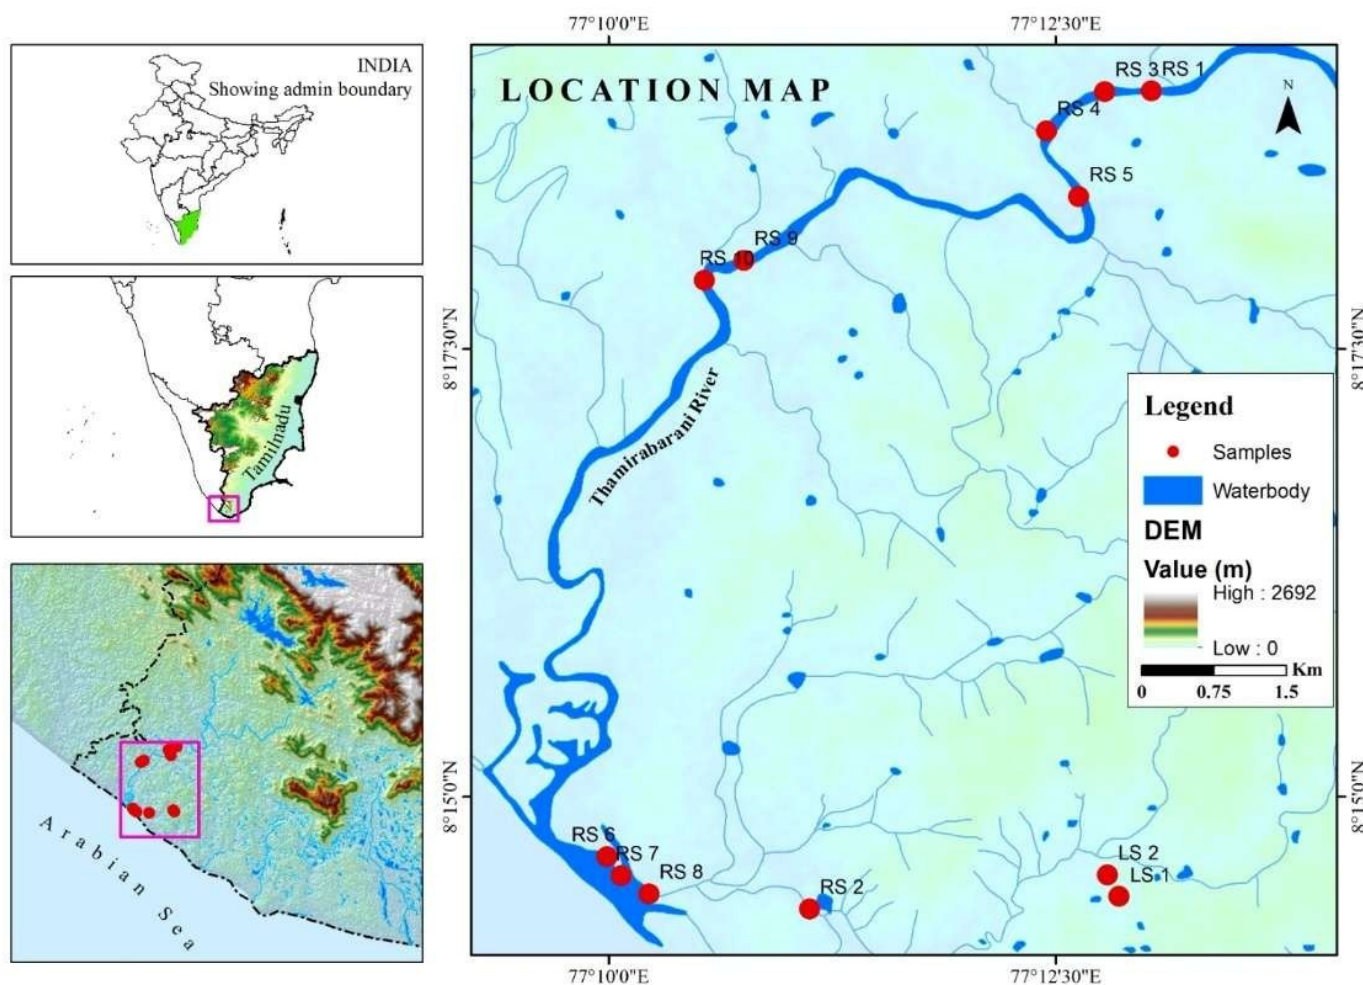 INDIA
Showing admin boundary
Tamilnadu
Arabian Sea
77°10'0"E
77°12'30"E
LOCATION MAP
N
RS 3
RS 1
RS 4
RS 5
RS 9
RS 10
8°17'30"N
8°17'30"N
Thamirabarani River
Legend
Samples
Waterbody
DEM
Value (m)
High : 2692
Low : 0
Km
0 0.75 1.5
8°15'0"N
8°15'0"N
RS 6
RS 7
RS 8
RS 2
LS 2
LS 1
77°10'0"E
77°12'30"E